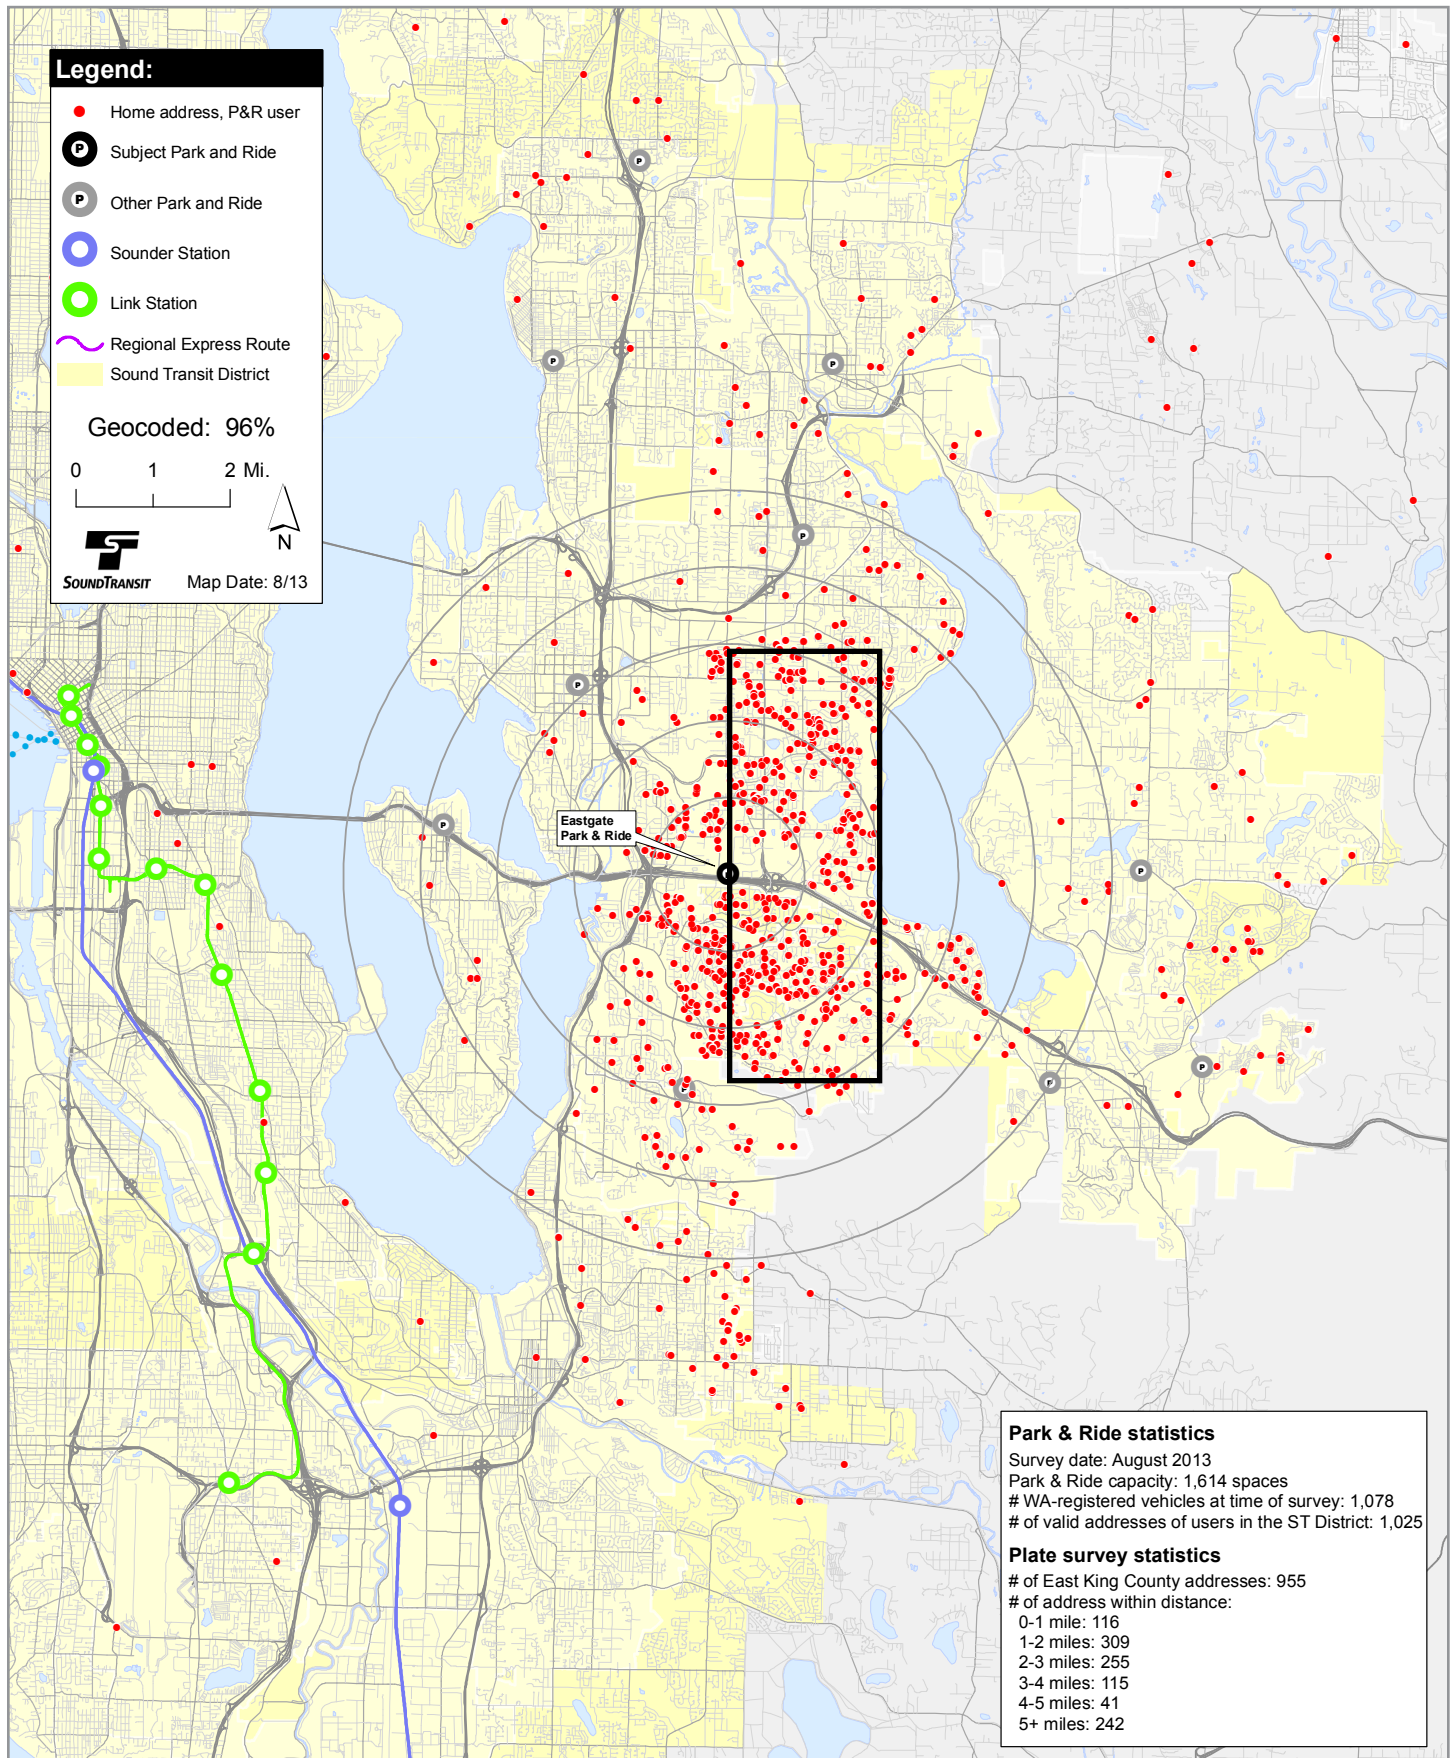 Legend:
Home address, P&R user
P
Subject Park and Ride
P
Other Park and Ride
Sounder Station
Link Station
Regional Express Route
Sound Transit District
Geocoded: 96%
0 1 2 Mi.
N
SOUNDTRANSIT
Map Date: 8/13
P
P
P
P
P
P
Eastgate
Park & Ride
P
P
P
Park & Ride statistics
Survey date: August 2013
Park & Ride capacity: 1,614 spaces
# WA-registered vehicles at time of survey: 1,078
# of valid addresses of users in the ST District: 1,025
Plate survey statistics
# of East King County addresses: 955
# of address within distance:
0-1 mile: 116
1-2 miles: 309
2-3 miles: 255
3-4 miles: 115
4-5 miles: 41
5+ miles: 242